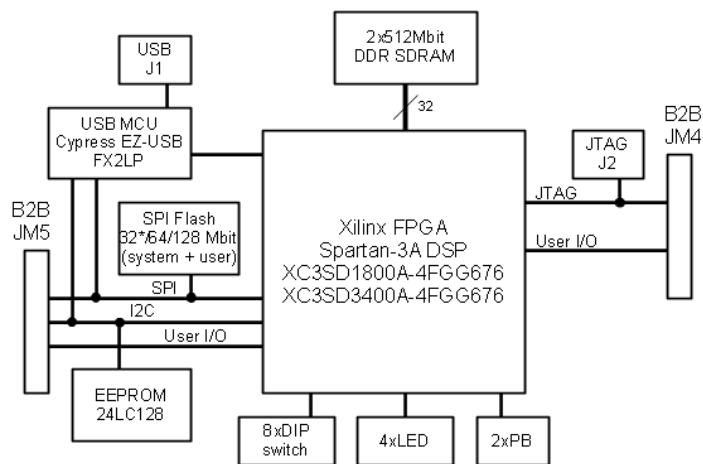 2x512Mbit
DDR SDRAM
USB
J1
32
USB MCU
Cypress EZ-USB
FX2LP
B2B
JM4
JTAG
J2
JTAG
B2B
JM5
SPI Flash
32*/64/128 Mbit
(system + user)
Xilinx FPGA
Spartan-3A DSP
XC3SD1800A-4FGG676
XC3SD3400A-4FGG676
User I/O
SPI
I2C
User I/O
EEPROM
24LC128
8xDIP
switch
4xLED
2xPB